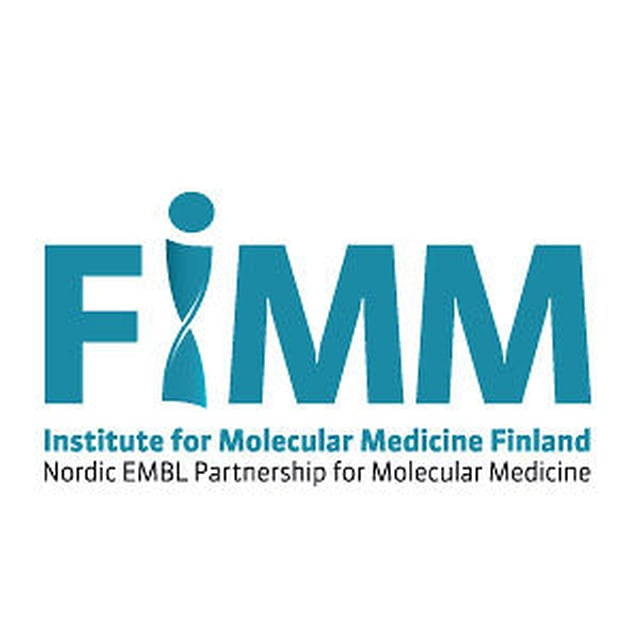 FiMM
Institute for Molecular Medicine Finland
Nordic EMBL Partnership for Molecular Medicine